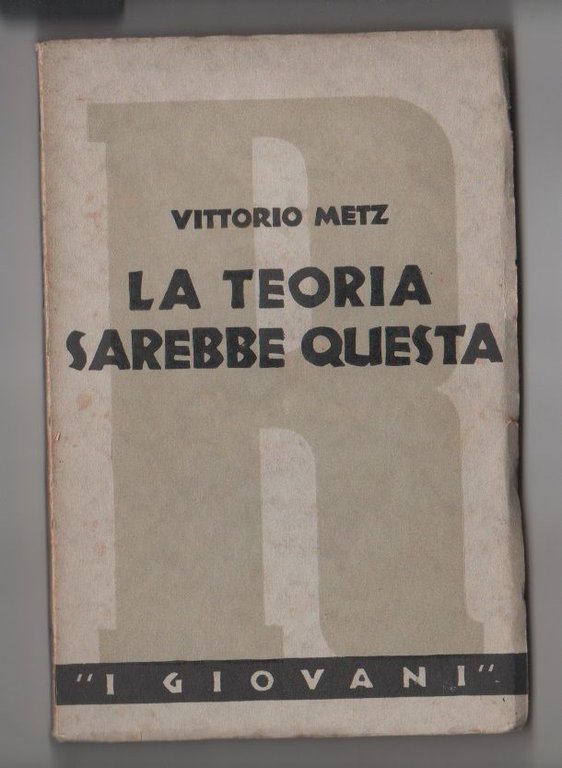 R
VITTORIO METZ
LA TEORIA
SAREBBE QUESTA
"I GIOVANI"